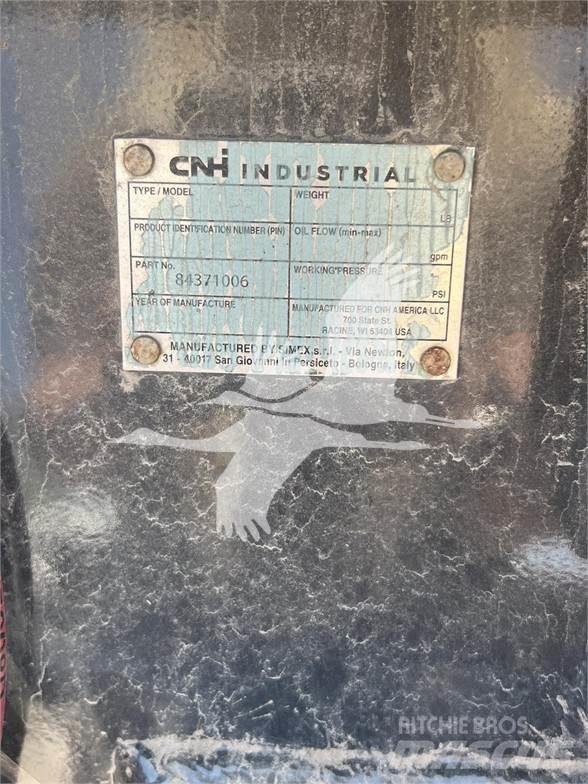 CNH INDUSTRIAL
TYPE / MODEL
WEIGHT
LB
PRODUCT IDENTIFICATION NUMBER (PIN)
OIL FLOW (min-max)
gpm
PART No.
84371006
WORKING PRESSURE
PSI
YEAR OF MANUFACTURE
MANUFACTURED FOR CNH AMERICA LLC
700 State St.
RACINE, WI 53404 USA
MANUFACTURED BY SIMEX s.r.l. - Via Newton,
31 - 40017 San Giovanni in Persiceto - Bologna, Italy
RITCHIE BROS.
MASCUS